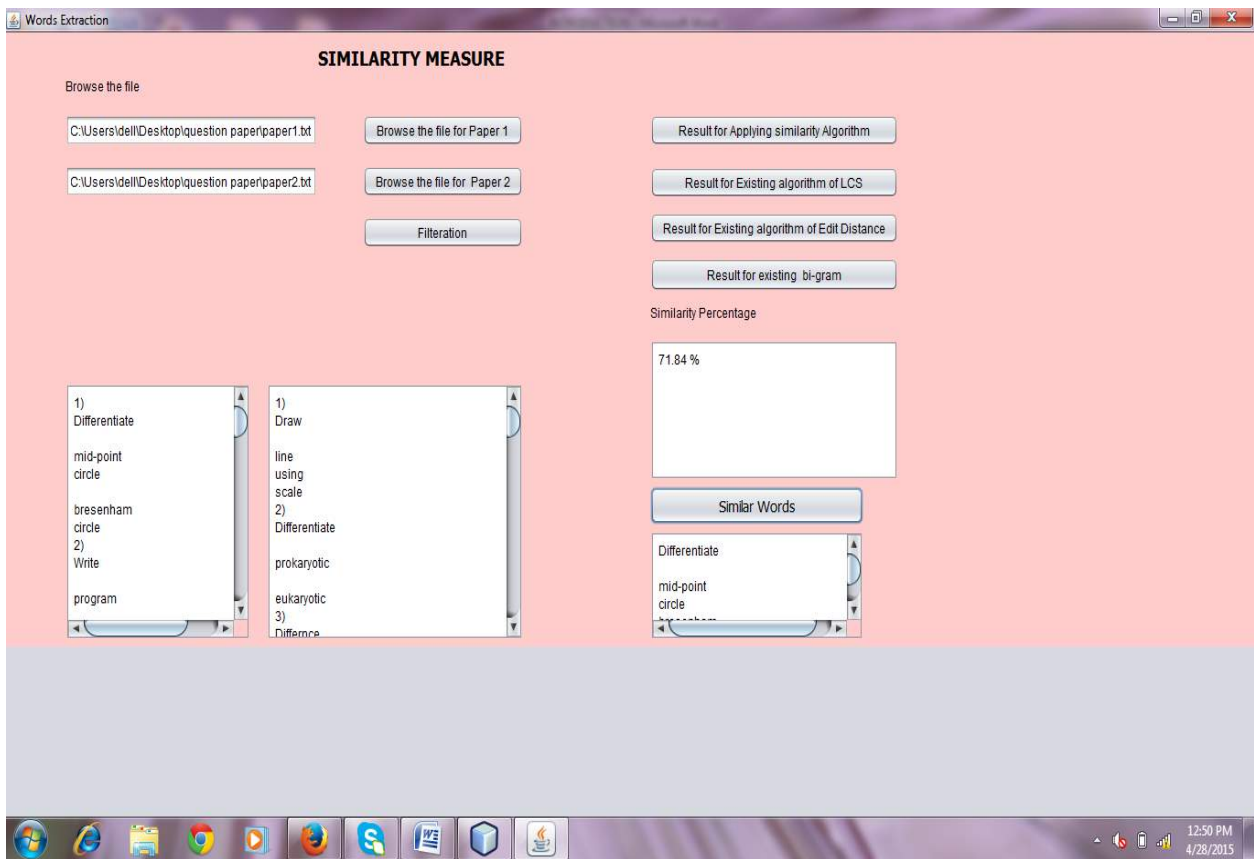 Words Extraction
SIMILARITY MEASURE
Browse the file
C:\Users\dell\Desktop\question paper\paper1.txt
Browse the file for Paper 1
Result for Applying similarity Algorithm
C:\Users\dell\Desktop\question paper\paper2.txt
Browse the file for Paper 2
Result for Existing algorithm of LCS
Filteration
Result for Existing algorithm of Edit Distance
Result for existing bi-gram
Similarity Percentage
71.84 %
1)
Differentiate
mid-point
circle
bresenham
circle
2)
Write
program
1)
Draw
line
using
scale
2)
Differentiate
prokaryotic
eukaryotic
3)
Differnce
Similar Words
Differentiate
mid-point
circle
bresenham
12:50 PM
4/28/2015